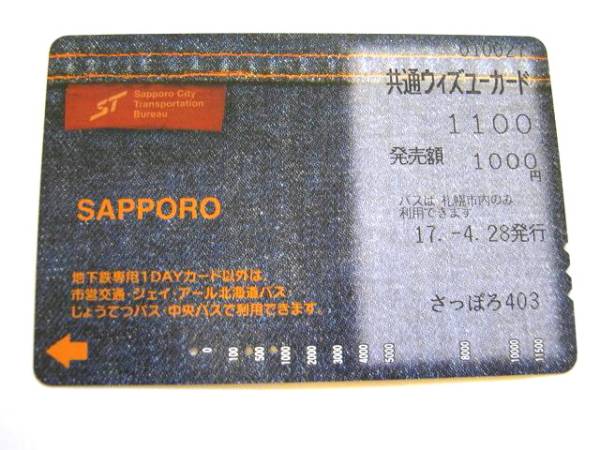 010027
共通ウィズユーカード
ST
Sapporo City
Transportation
Bureau
1100
発売額 1000円
バスは 札幌市内のみ
利用できます
SAPPORO
17.-4.28発行
地下鉄専用1DAYカード以外は、
市営交通・ジェイ・アール北海道バス
じょうてつバス・中央バスで利用できます。
さっぽろ403
0 100 500 1000 2000 3000 4000 5000 8000 10000 11500